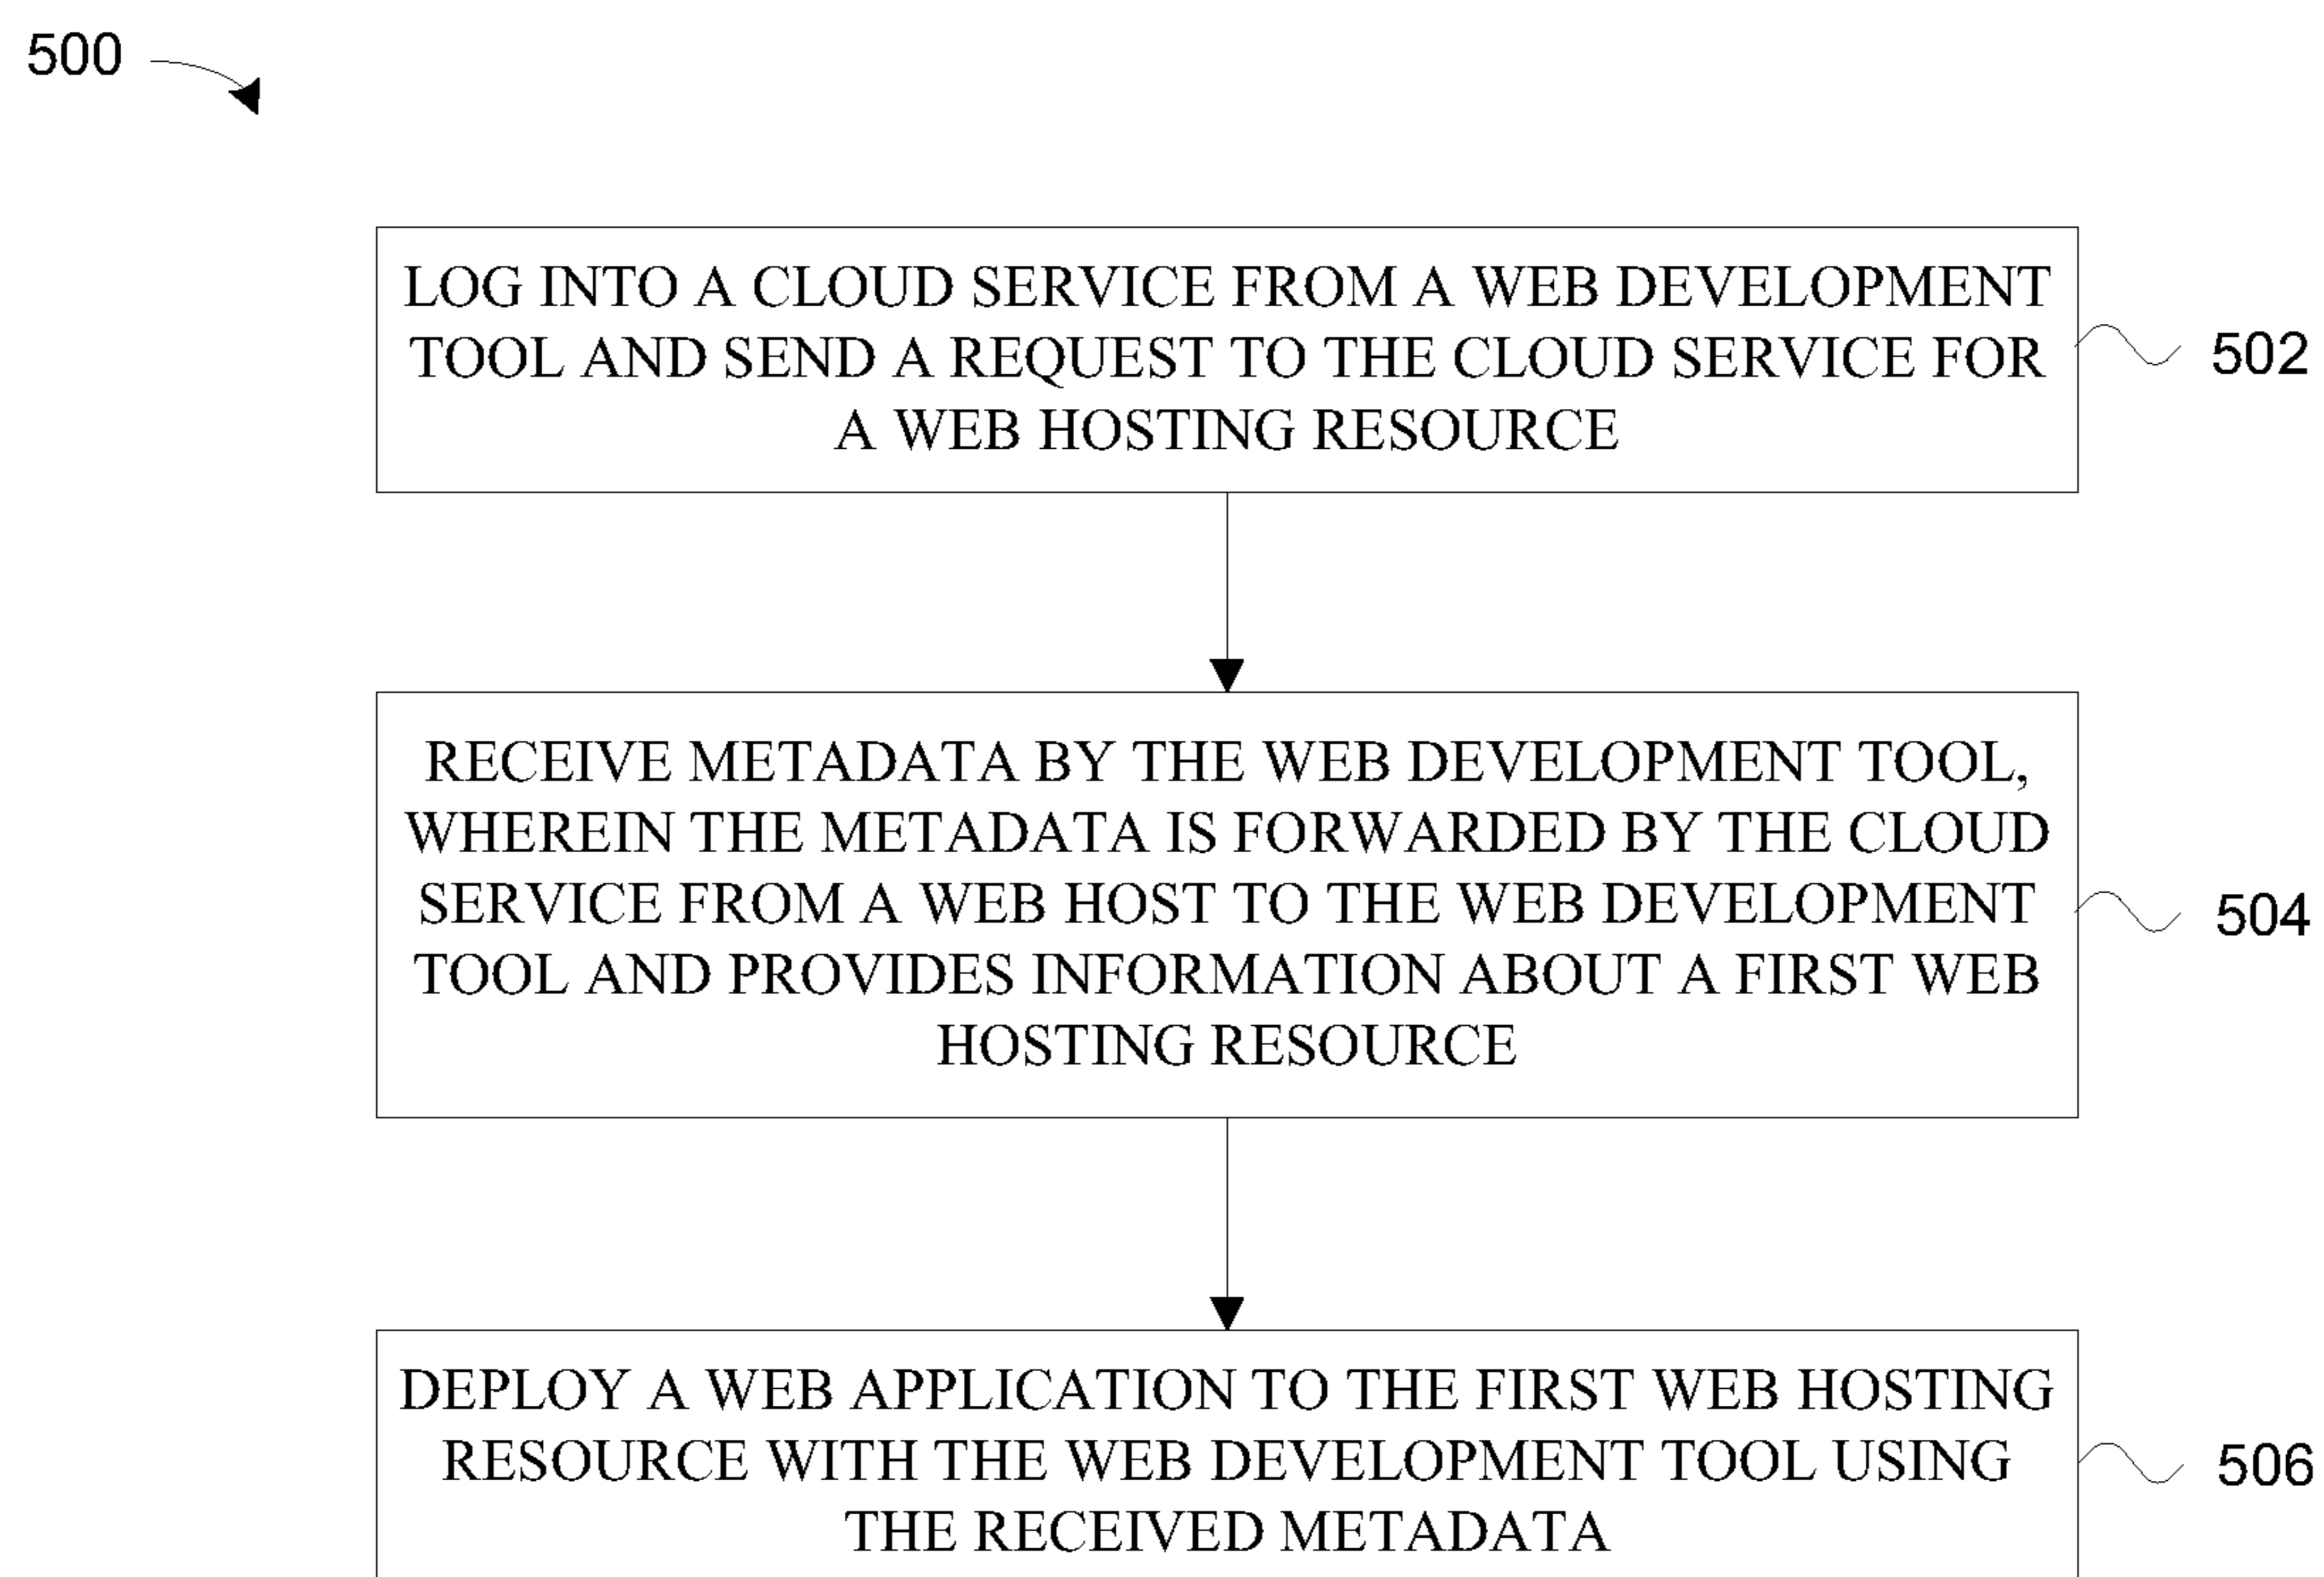 500
LOG INTO A CLOUD SERVICE FROM A WEB DEVELOPMENT
TOOL AND SEND A REQUEST TO THE CLOUD SERVICE FOR
A WEB HOSTING RESOURCE
502
RECEIVE METADATA BY THE WEB DEVELOPMENT TOOL,
WHEREIN THE METADATA IS FORWARDED BY THE CLOUD
SERVICE FROM A WEB HOST TO THE WEB DEVELOPMENT
TOOL AND PROVIDES INFORMATION ABOUT A FIRST WEB
HOSTING RESOURCE
504
DEPLOY A WEB APPLICATION TO THE FIRST WEB HOSTING
RESOURCE WITH THE WEB DEVELOPMENT TOOL USING
THE RECEIVED METADATA
506